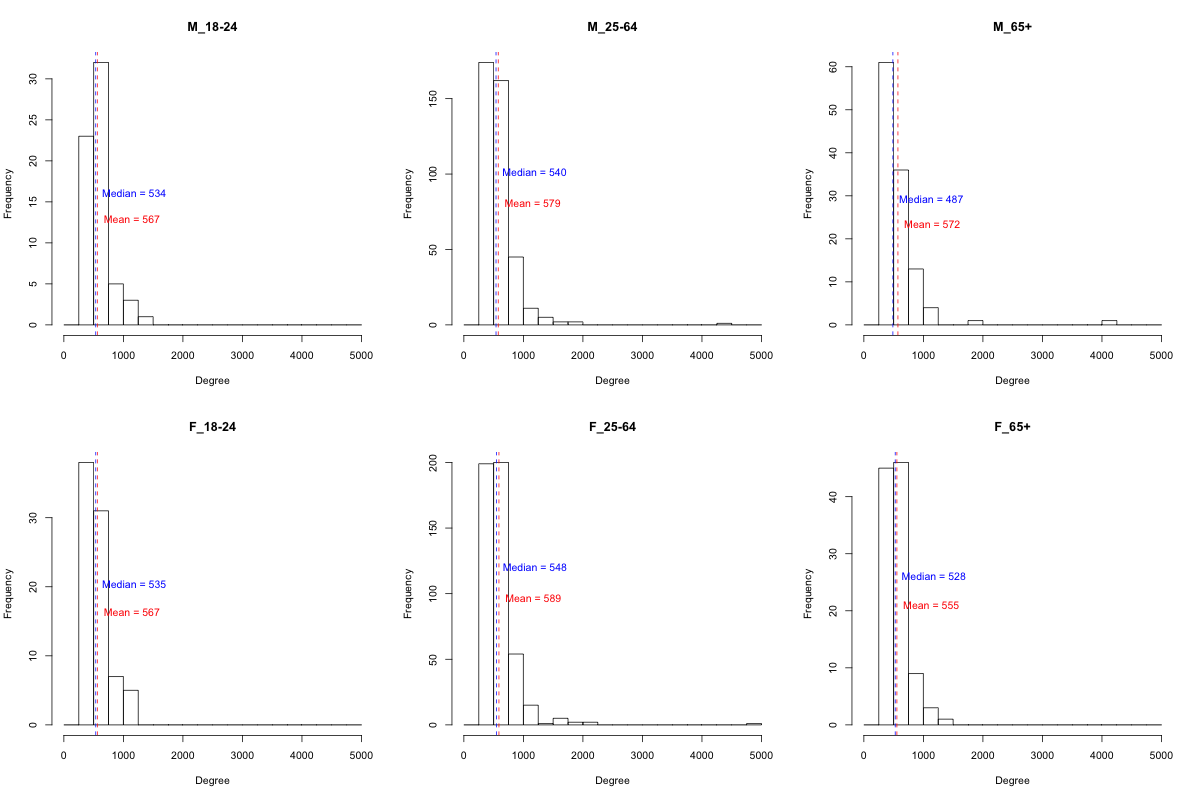 M_18-24
Frequency
30
25
20
15
10
5
0
Median = 534
Mean = 567
0 1000 2000 3000 4000 5000
Degree
M_25-64
Frequency
150
100
50
0
Median = 540
Mean = 579
0 1000 2000 3000 4000 5000
Degree
M_65+
Frequency
60
50
40
30
20
10
0
Median = 487
Mean = 572
0 1000 2000 3000 4000 5000
Degree
F_18-24
Frequency
30
20
10
0
Median = 535
Mean = 567
0 1000 2000 3000 4000 5000
Degree
F_25-64
Frequency
200
150
100
50
0
Median = 548
Mean = 589
0 1000 2000 3000 4000 5000
Degree
F_65+
Frequency
40
30
20
10
0
Median = 528
Mean = 555
0 1000 2000 3000 4000 5000
Degree